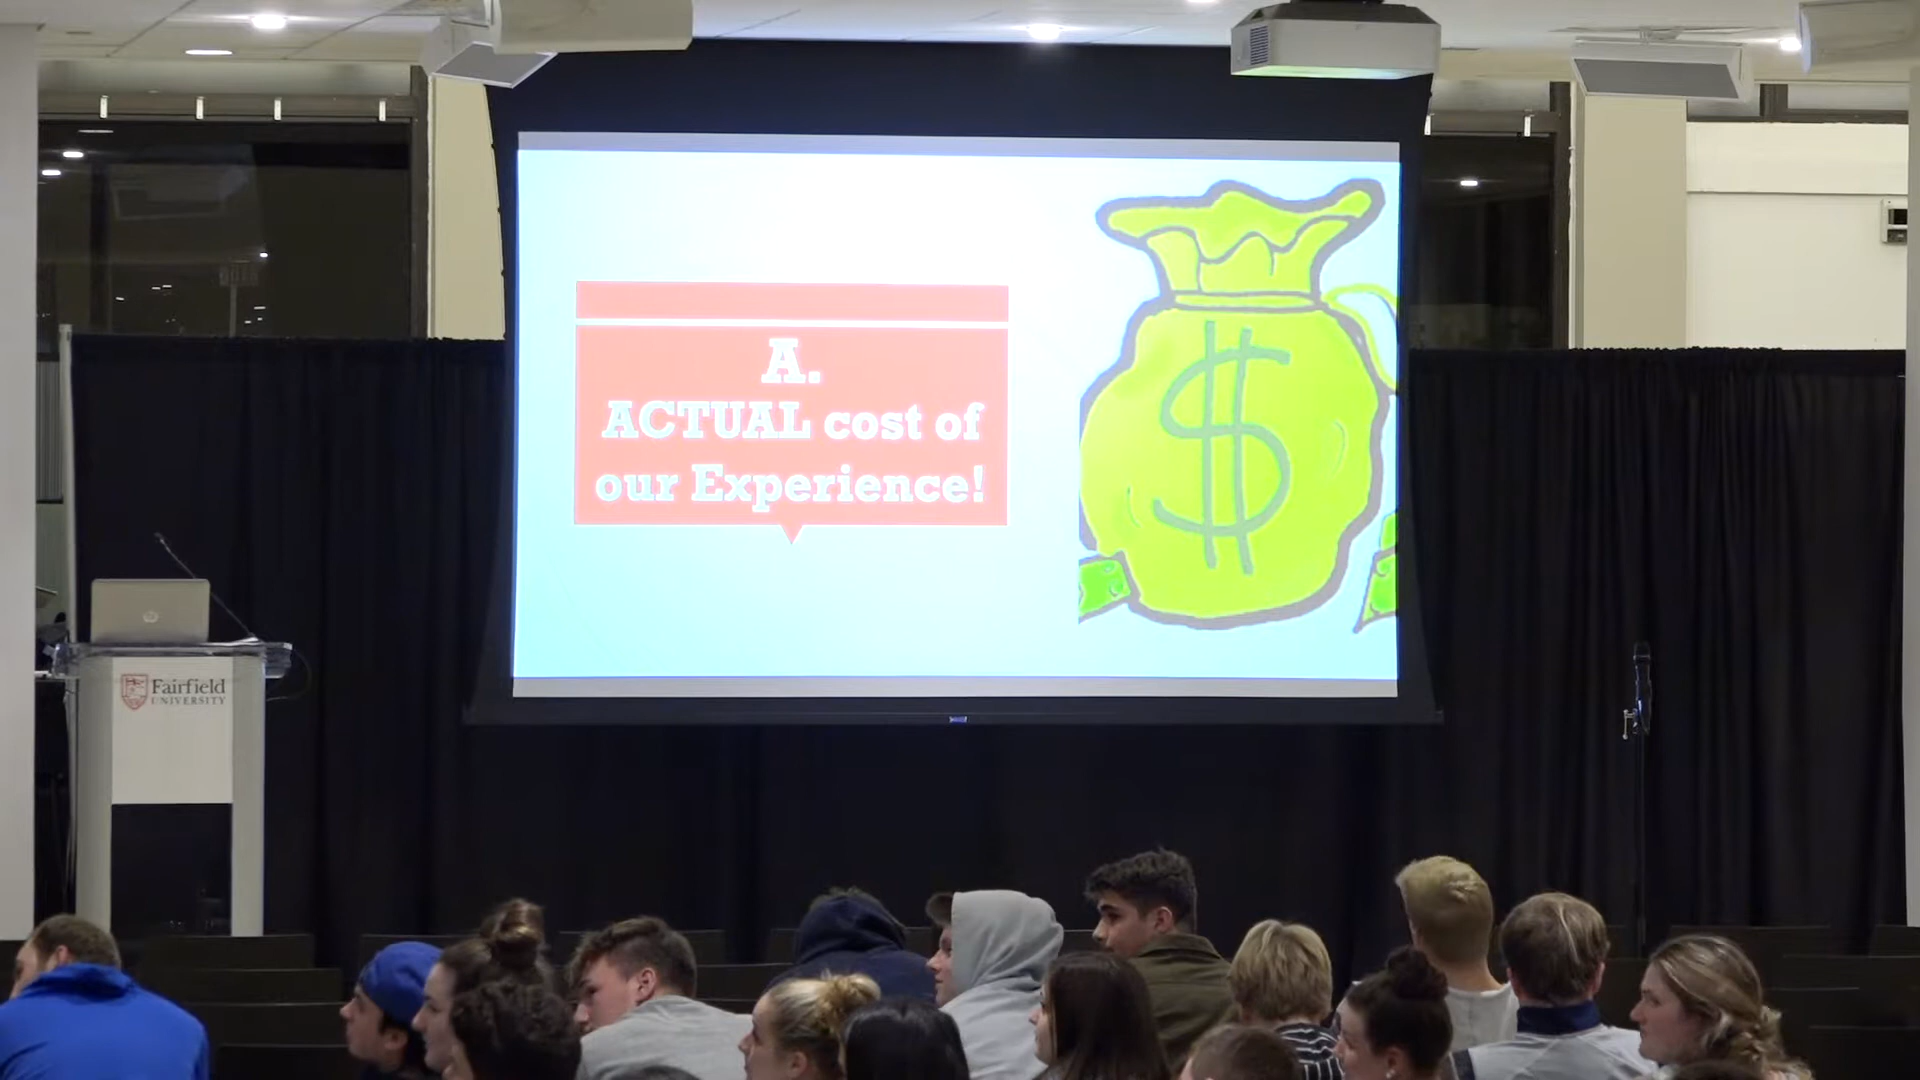 A.
ACTUAL cost of
our Experience!
$
Fairfield
UNIVERSITY